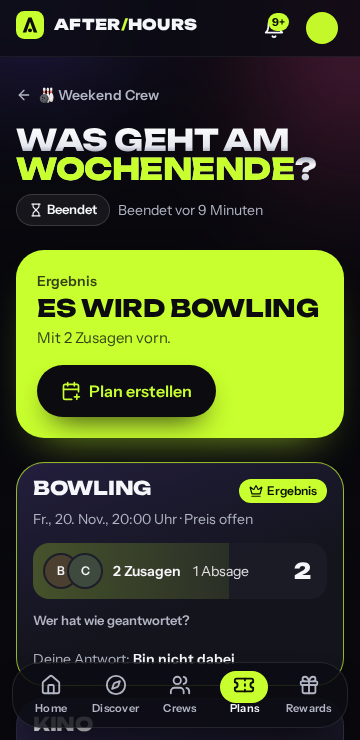 AFTER/HOURS
9+
Weekend Crew
WAS GEHT AM
WOCHENENDE?
Beendet
Beendet vor 9 Minuten
Ergebnis
ES WIRD BOWLING
Mit 2 Zusagen vorn.
Plan erstellen
BOWLING
Ergebnis
Fr., 20. Nov., 20:00 Uhr · Preis offen
B
C
2 Zusagen
1 Absage
2
Wer hat wie geantwortet?
Deine Antwort: Bin nicht dabei
Home
Discover
Crews
Plans
Rewards
KINO